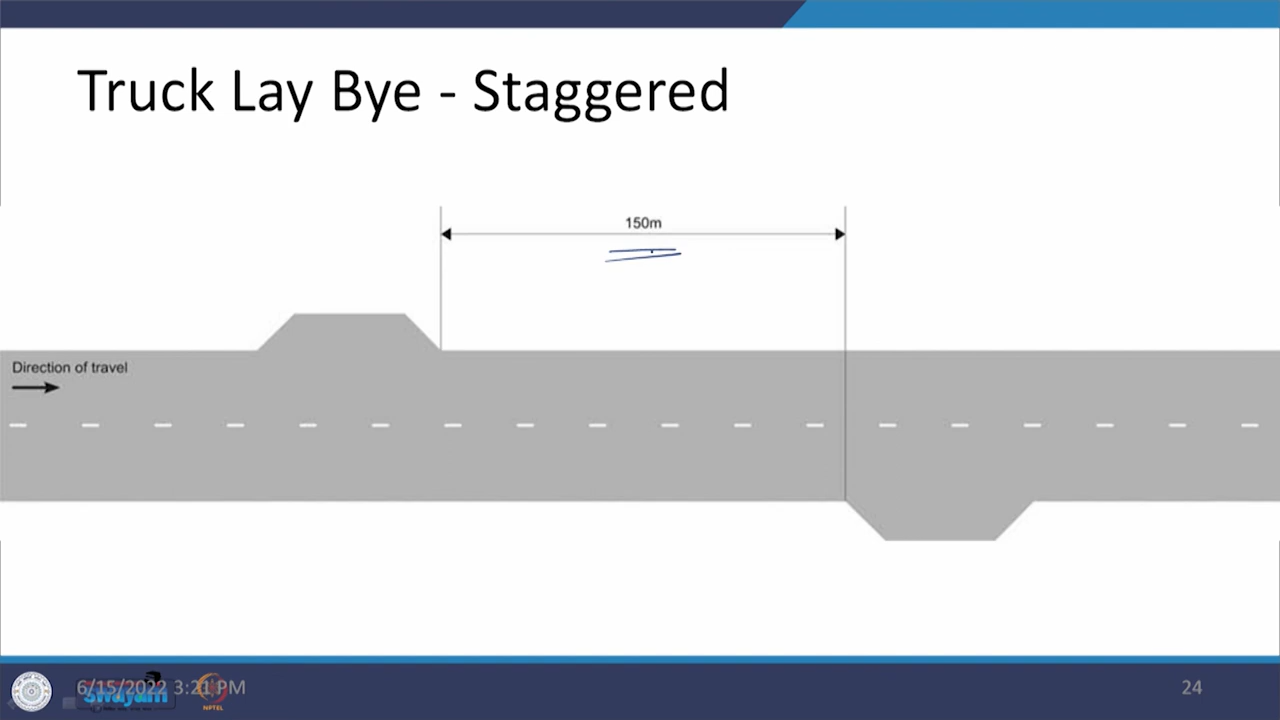 Truck Lay Bye - Staggered
150m
Direction of travel
6/15/2022 3:21 PM
swayam
NPTEL
24